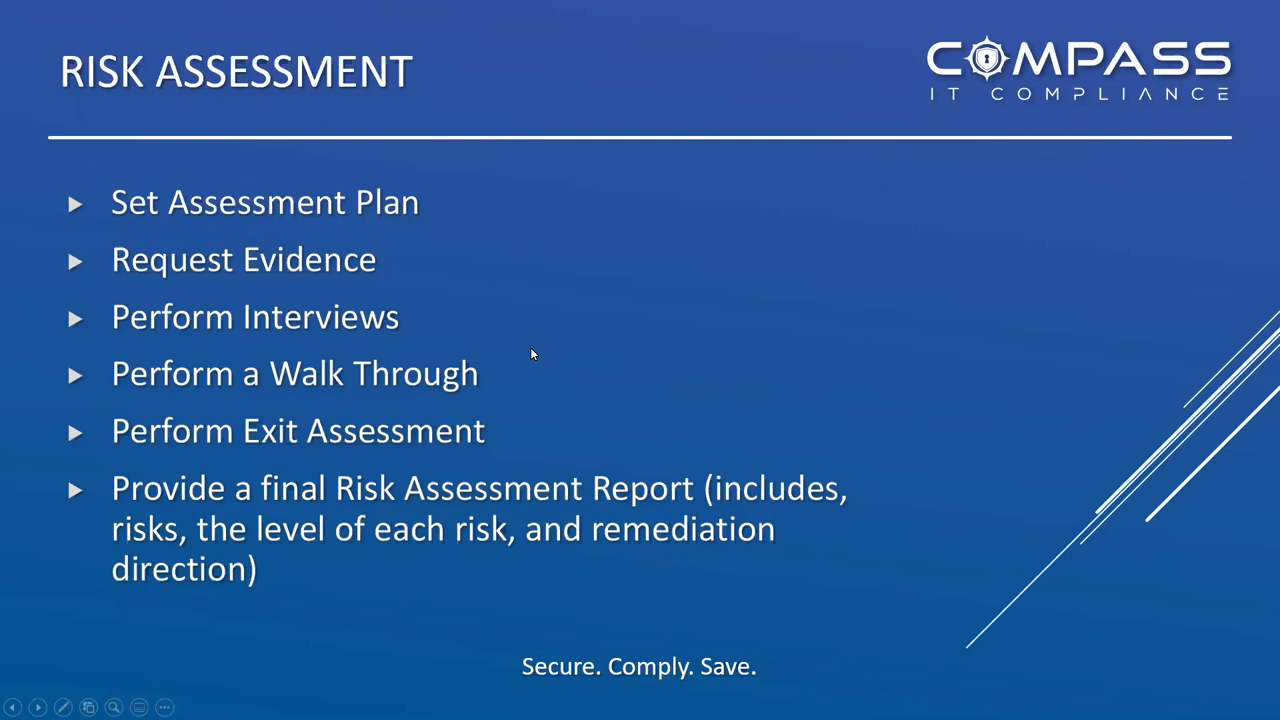 RISK ASSESSMENT
COMPASS
IT COMPLIANCE
Set Assessment Plan
Request Evidence
Perform Interviews
Perform a Walk Through
Perform Exit Assessment
Provide a final Risk Assessment Report (includes,
risks, the level of each risk, and remediation
direction)
Secure. Comply. Save.